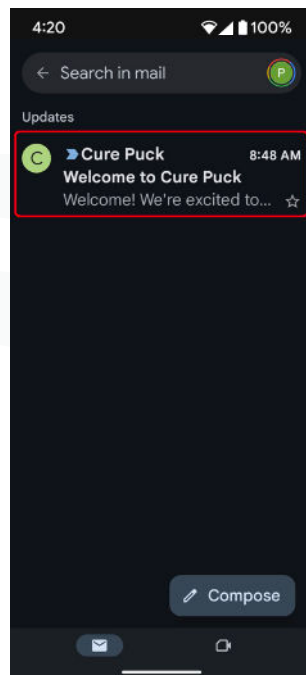 4:20 100%
Search in mail P
Updates
C Cure Puck 8:48 AM
Welcome to Cure Puck
Welcome! We're excited to...
Compose